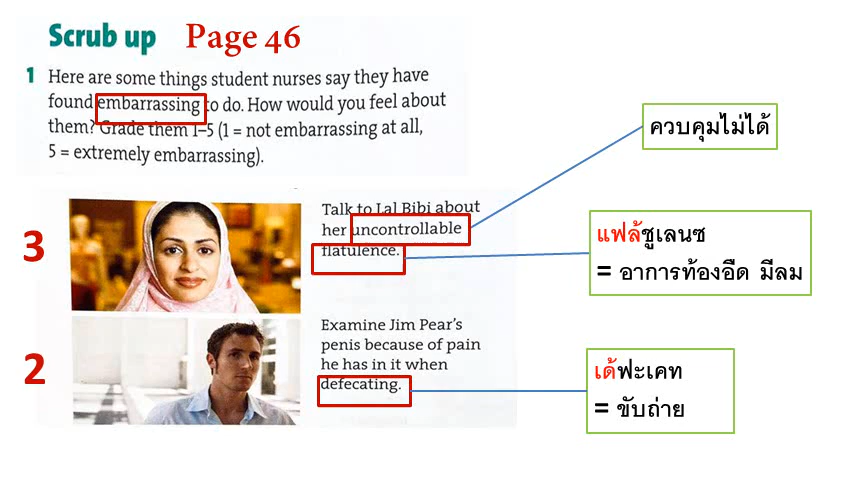 Scrub up Page 46
1 Here are some things student nurses say they have
found embarrassing to do. How would you feel about
them? Grade them 1–5 (1 = not embarrassing at all,
5 = extremely embarrassing).
3
Talk to Lal Bibi about
her uncontrollable
flatulence.
ควบคุมไม่ได้
แฟล้ชูเลนซ
= อาการท้องอืด มีลม
2
Examine Jim Pear's
penis because of pain
he has in it when
defecating.
เด้ฟะเคท
= ขับถ่าย